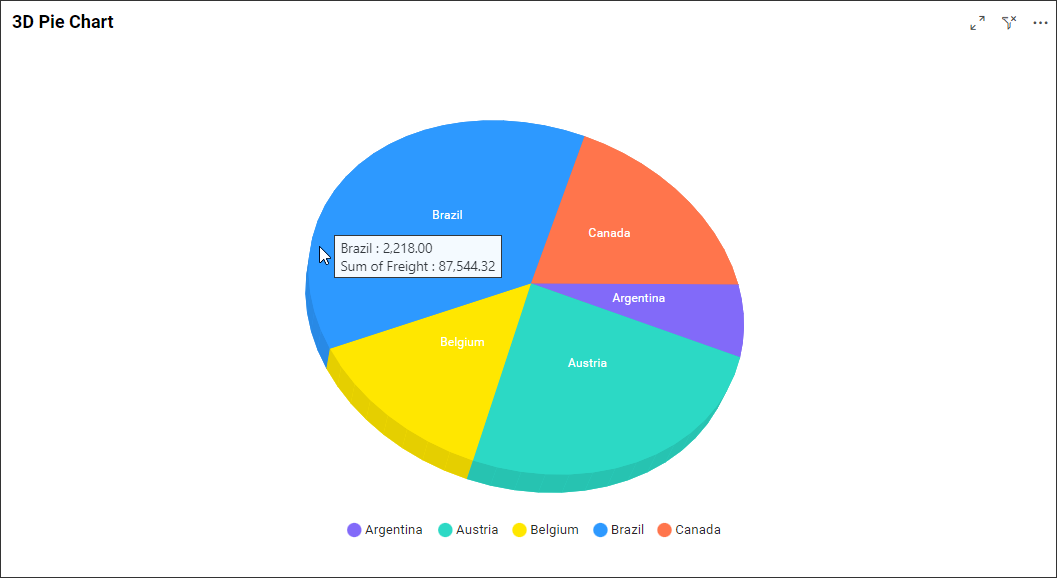 3D Pie Chart
Brazil
Canada
Brazil : 2,218.00
Sum of Freight : 87,544.32
Argentina
Belgium
Austria
Argentina Austria Belgium Brazil Canada